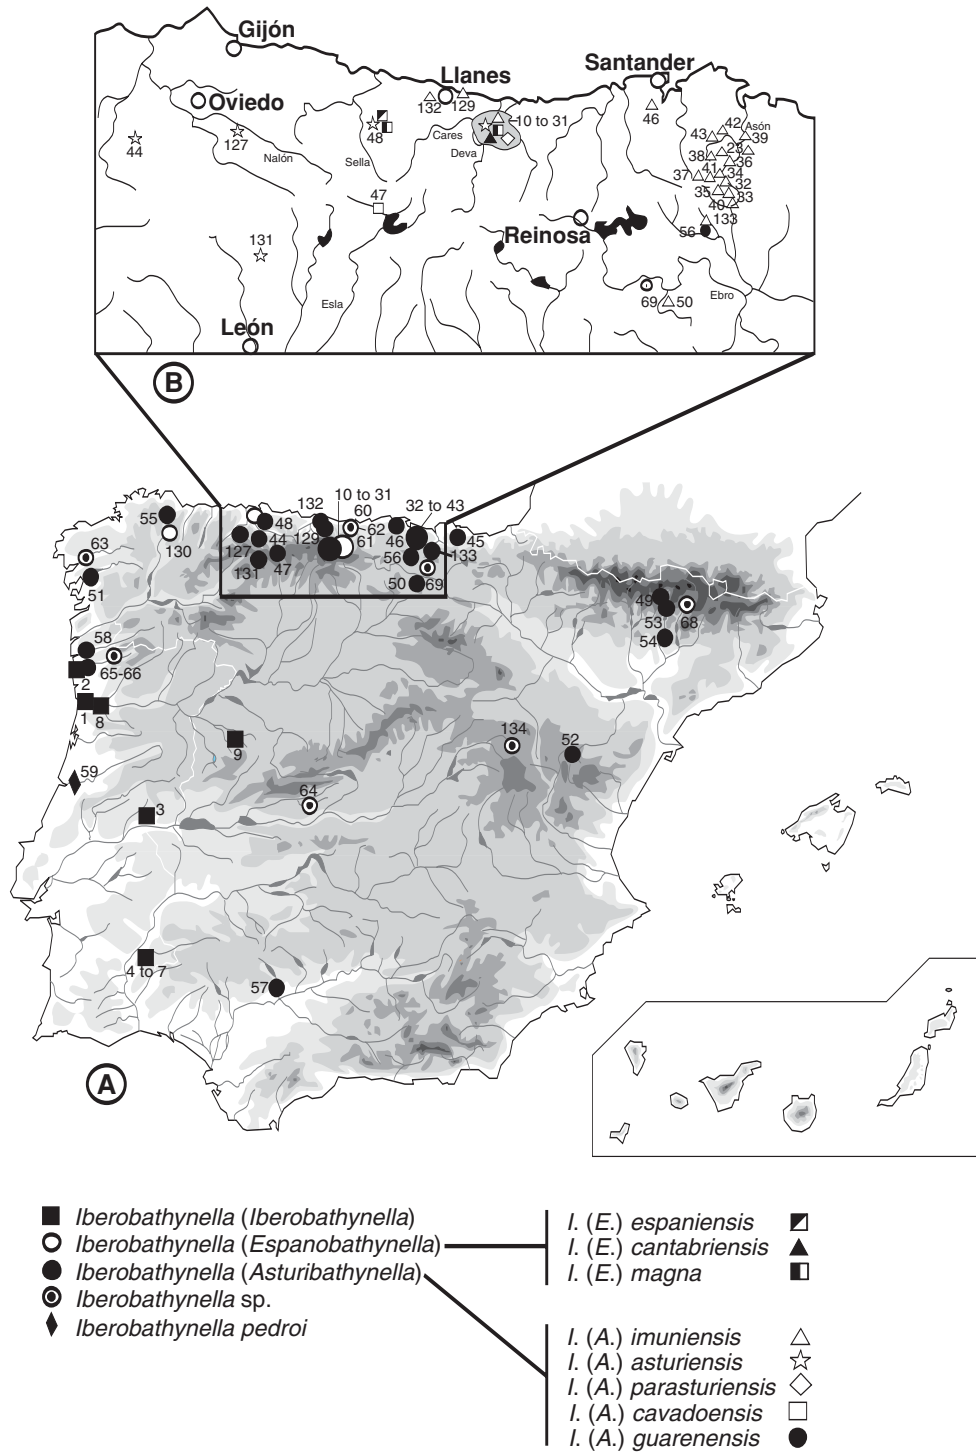 Gijón
Santander
Llanes
Oviedo
132
129
10 to 31
46
42
Asón
43
39
44
127
48
Cares
Deva
Nalón
Sella
38
23
36
41
34
37
32
35
33
40
47
133
56
Reinosa
131
Esla
69
50
Ebro
León
B
10 to 31
132
60
32 to 43
55
48
62
129
61
46
45
130
127
44
133
63
47
56
131
51
50
69
49
53
68
54
58
65-66
2
1
8
9
134
52
59
64
3
4 to 7
57
A
Iberobathynella (Iberobathynella)
Iberobathynella (Espanobathynella)
Iberobathynella (Asturibathynella)
Iberobathynella sp.
Iberobathynella pedroi
I. (E.) espaniensis
I. (E.) cantabriensis
I. (E.) magna
I. (A.) imuniensis
I. (A.) asturiensis
I. (A.) parasturiensis
I. (A.) cavadoensis
I. (A.) guarenensis